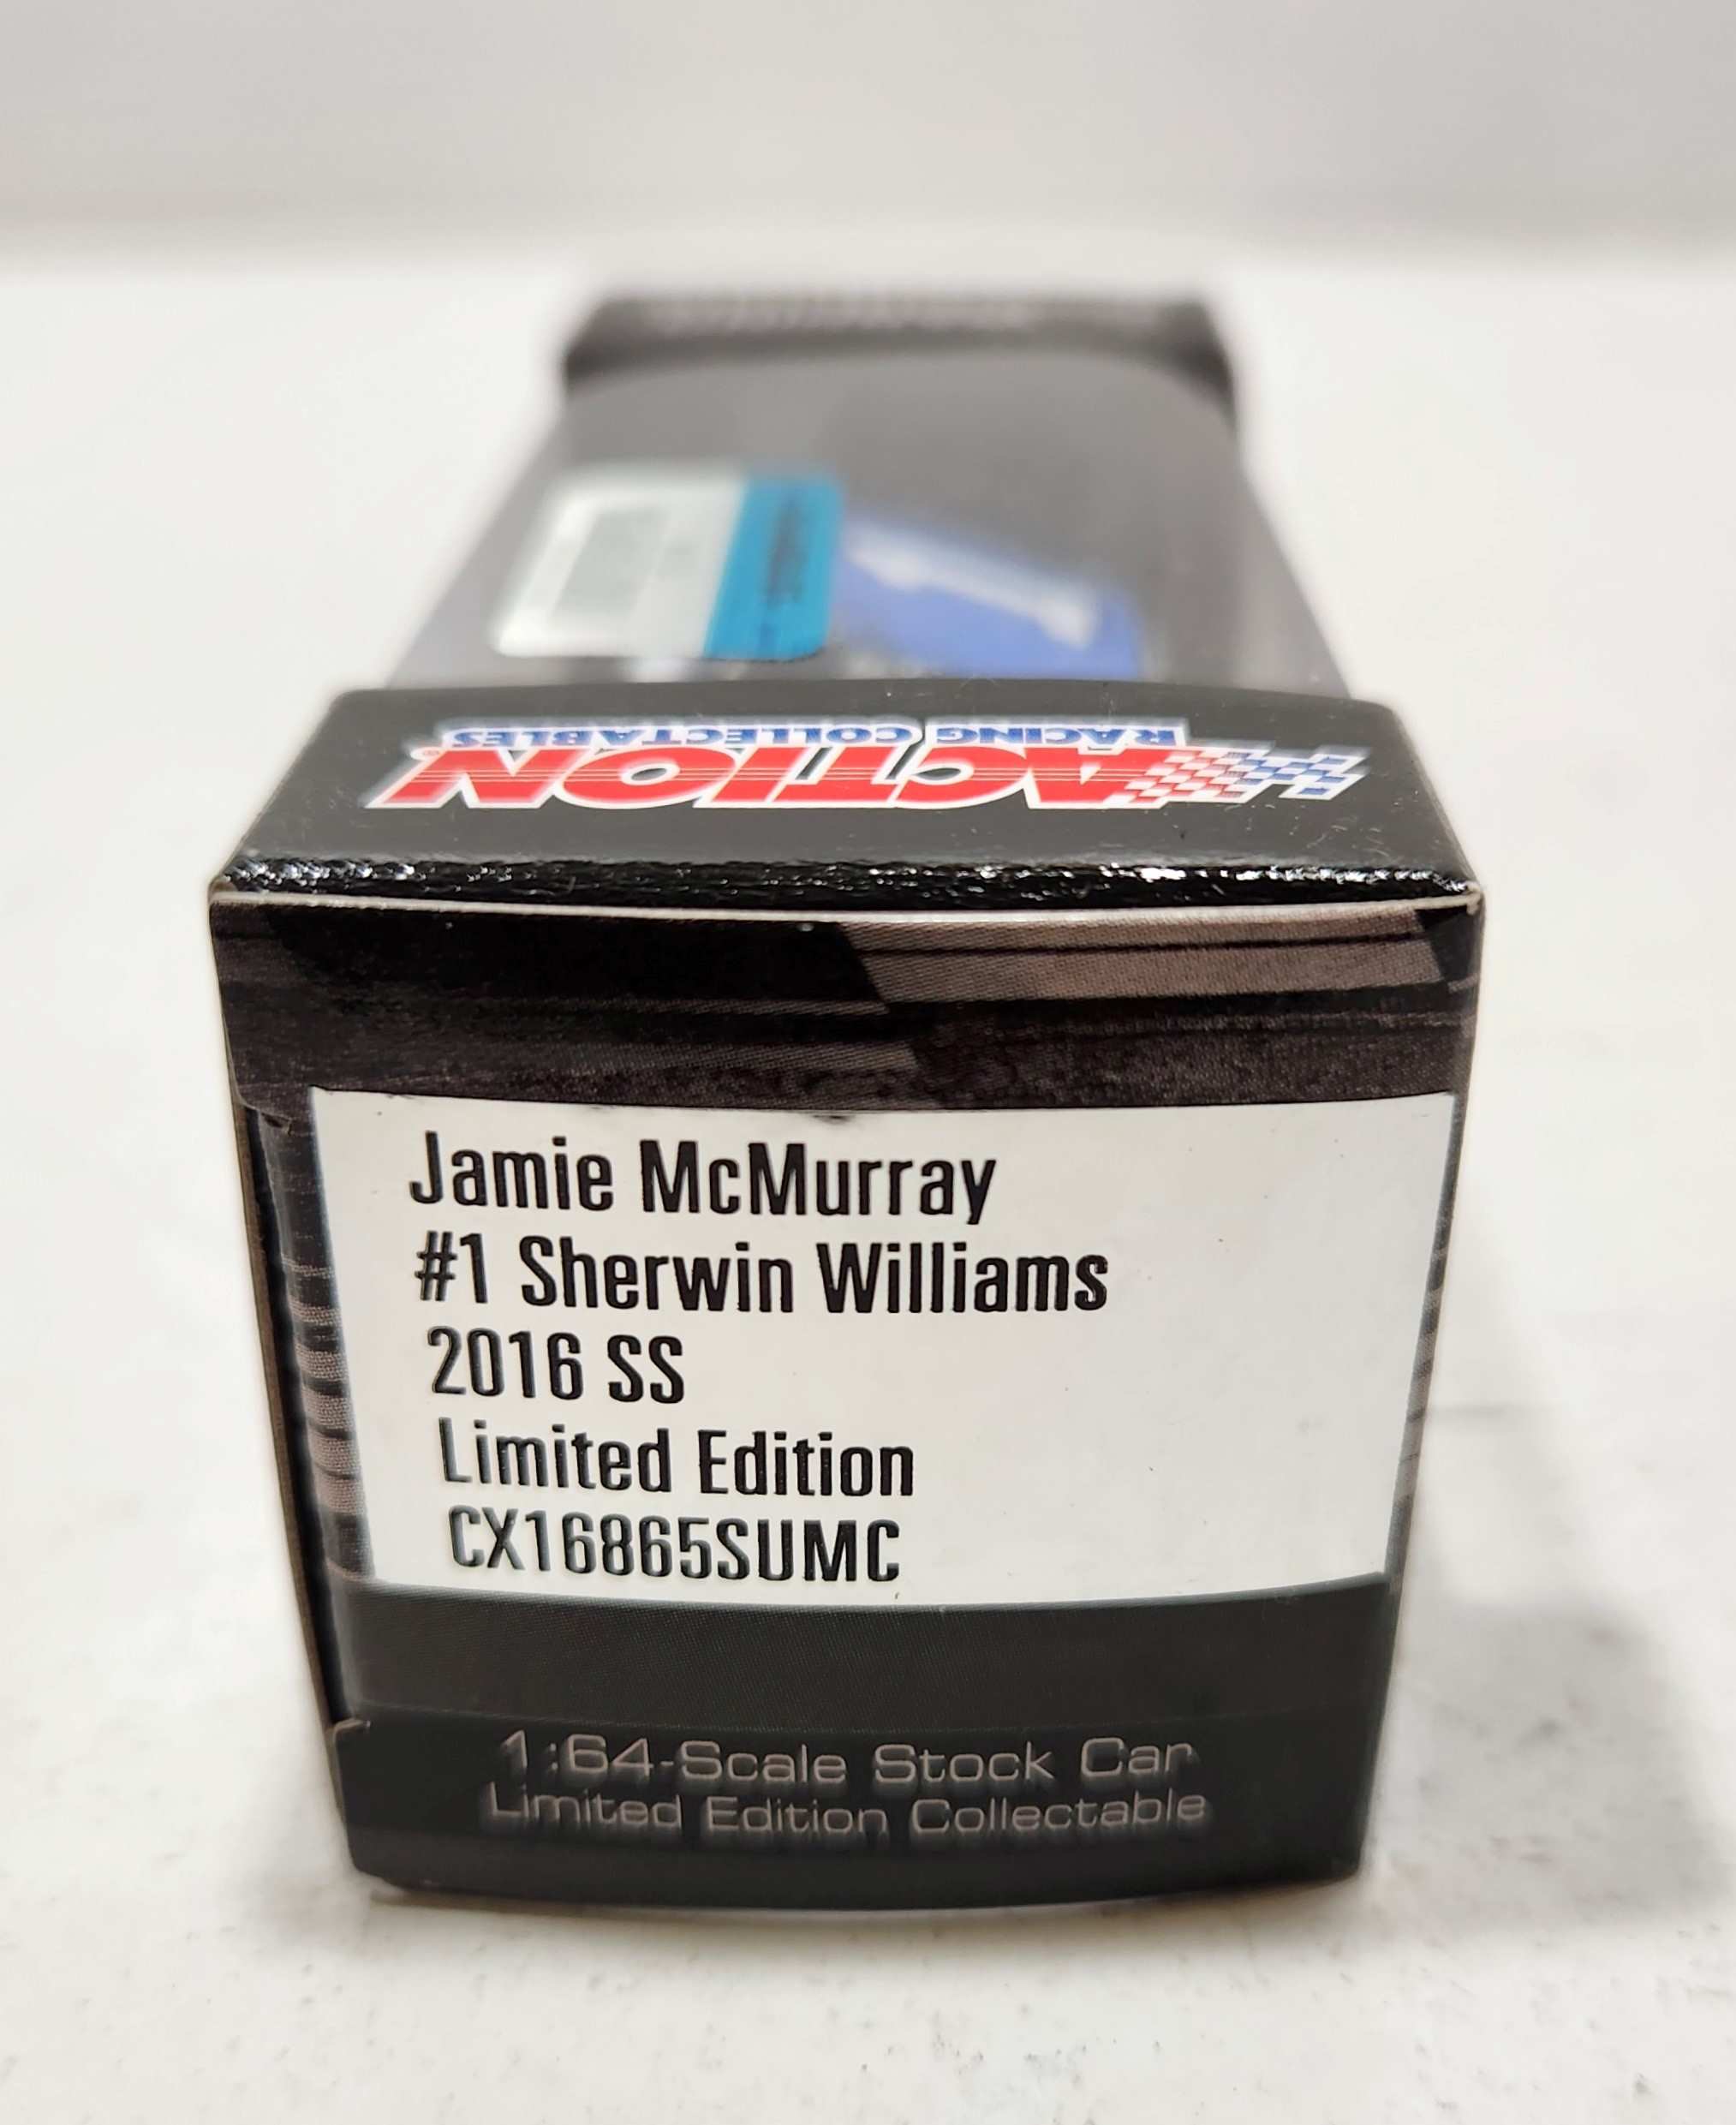 ACTION®
RACING COLLECTABLES
Jamie McMurray
#1 Sherwin Williams
2016 SS
Limited Edition
CX16865SUMC
1:64-Scale Stock Car
Limited Edition Collectable